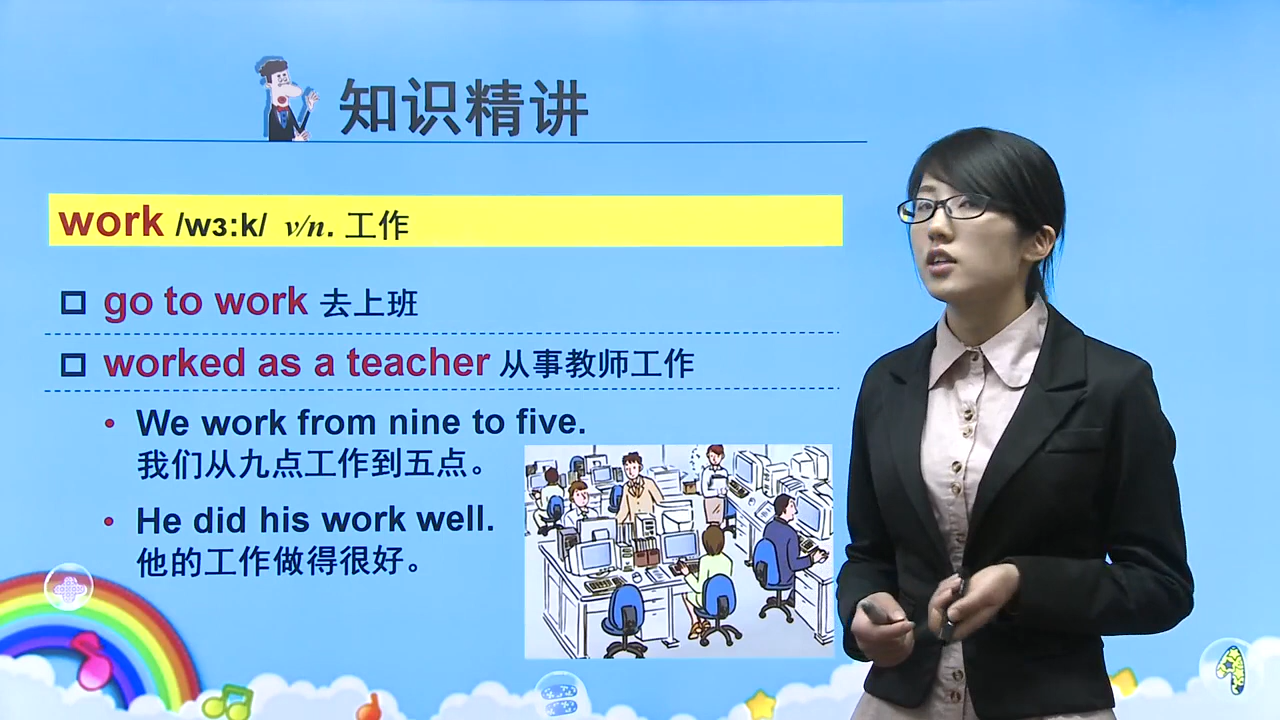 知识精讲
work /wɜ:k/ v/n. 工作
go to work 去上班
worked as a teacher 从事教师工作
We work from nine to five.
我们从九点工作到五点。
He did his work well.
他的工作做得很好。